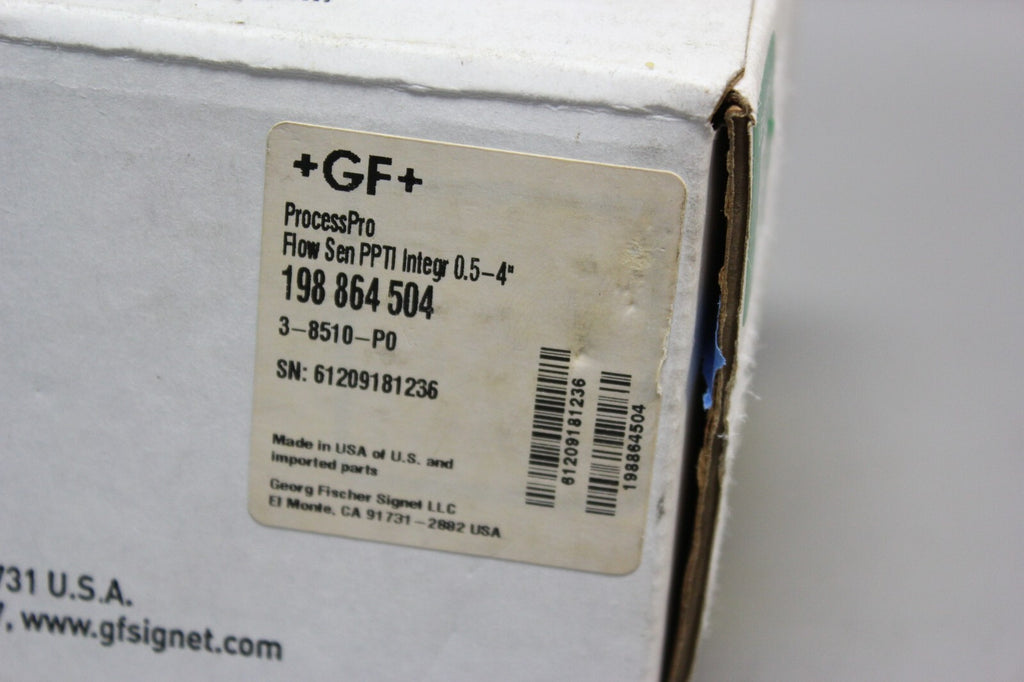 +GF+
ProcessPro
Flow Sen PPTI Integr 0.5-4"
198 864 504
3-8510-P0
SN: 61209181236
61209181236
198864504
Made in USA of U.S. and
imported parts
Georg Fischer Signet LLC
El Monte, CA 91731-2882 USA
731 U.S.A.
7, www.gfsignet.com